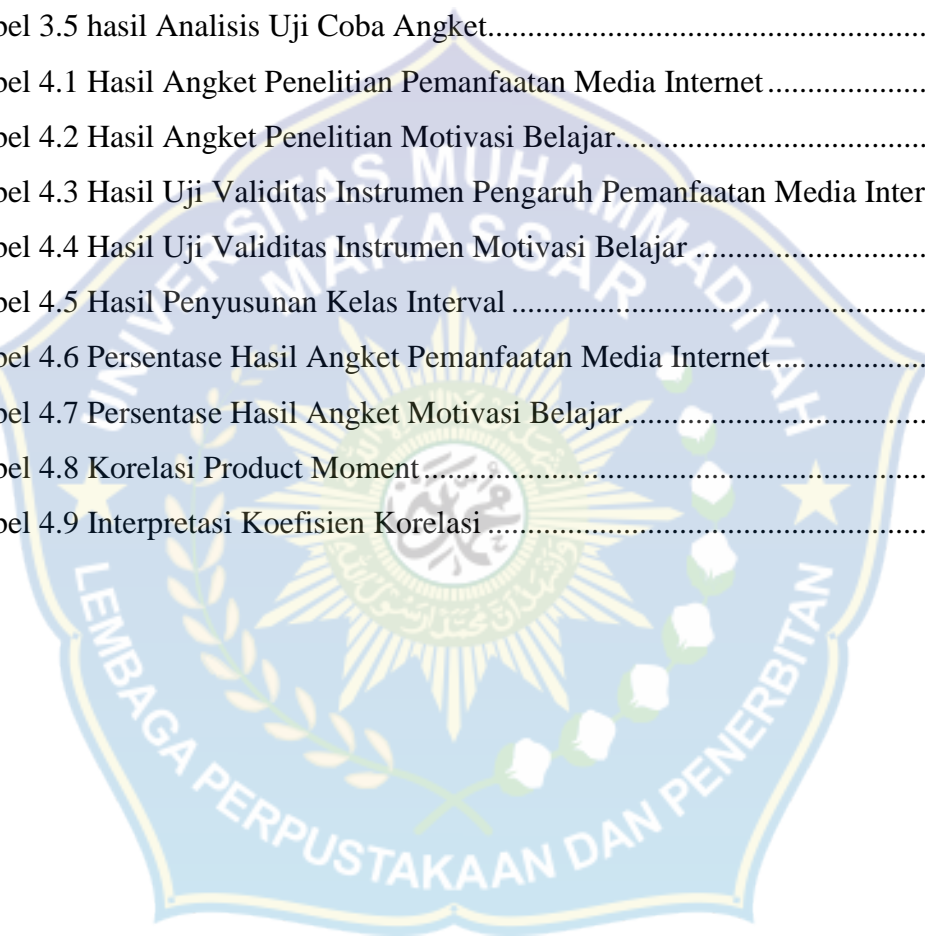 bel 3.5 hasil Analisis Uji Coba Angket..........................................................
bel 4.1 Hasil Angket Penelitian Pemanfaatan Media Internet....................
bel 4.2 Hasil Angket Penelitian Motivasi Belajar.......................................
bel 4.3 Hasil Uji Validitas Instrumen Pengaruh Pemanfaatan Media Inter
bel 4.4 Hasil Uji Validitas Instrumen Motivasi Belajar .............................
bel 4.5 Hasil Penyusunan Kelas Interval ....................................................
bel 4.6 Persentase Hasil Angket Pemanfaatan Media Internet...................
bel 4.7 Persentase Hasil Angket Motivasi Belajar......................................
bel 4.8 Korelasi Product Moment................................................................
bel 4.9 Interpretasi Koefisien Korelasi .......................................................
UNIVERSITAS MUHAMMADIYAH
MAKASSAR
LEMBAGA PERPUSTAKAAN DAN PENERBITAN